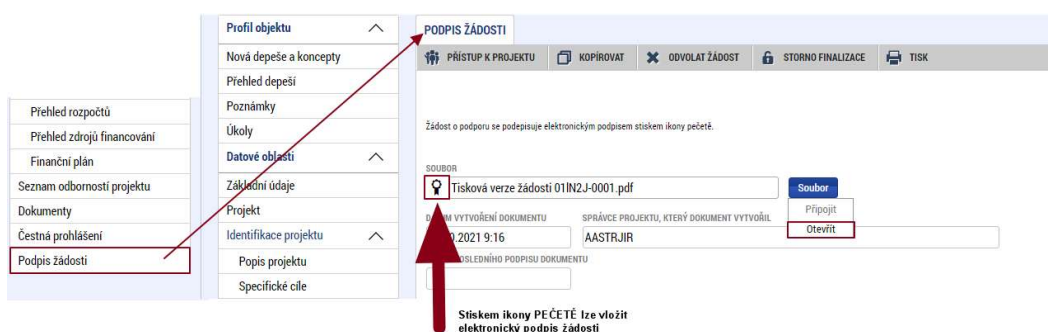 Přehled rozpočtů
Přehled zdrojů financování
Finanční plán
Seznam odborností projektu
Dokumenty
Čestná prohlášení
Podpis žádosti
Profil objektu
Nová depeše a koncepty
Přehled depeší
Poznámky
Úkoly
Datové oblasti
Základní údaje
Projekt
Identifikace projektu
Popis projektu
Specifické cíle
PODPIS ŽÁDOSTI
PŘÍSTUP K PROJEKTU KOPÍROVAT ODVOLAT ŽÁDOST STORNO FINALIZACE TISK
Žádost o podporu se podepisuje elektronickým podpisem stiskem ikony pečetě.
SOUBOR
Tisková verze žádosti 01IN2J-0001.pdf Soubor
Připojit
Otevřít
VYTVOŘENÍ DOKUMENTU SPRÁVCE PROJEKTU, KTERÝ DOKUMENT VYTVOŘIL
.2021 9:16 AASTRJIR
POSLEDNÍHO PODPISU DOKUMENTU
Stiskem ikony PEČETĚ lze vložit
elektronický podpis žádosti